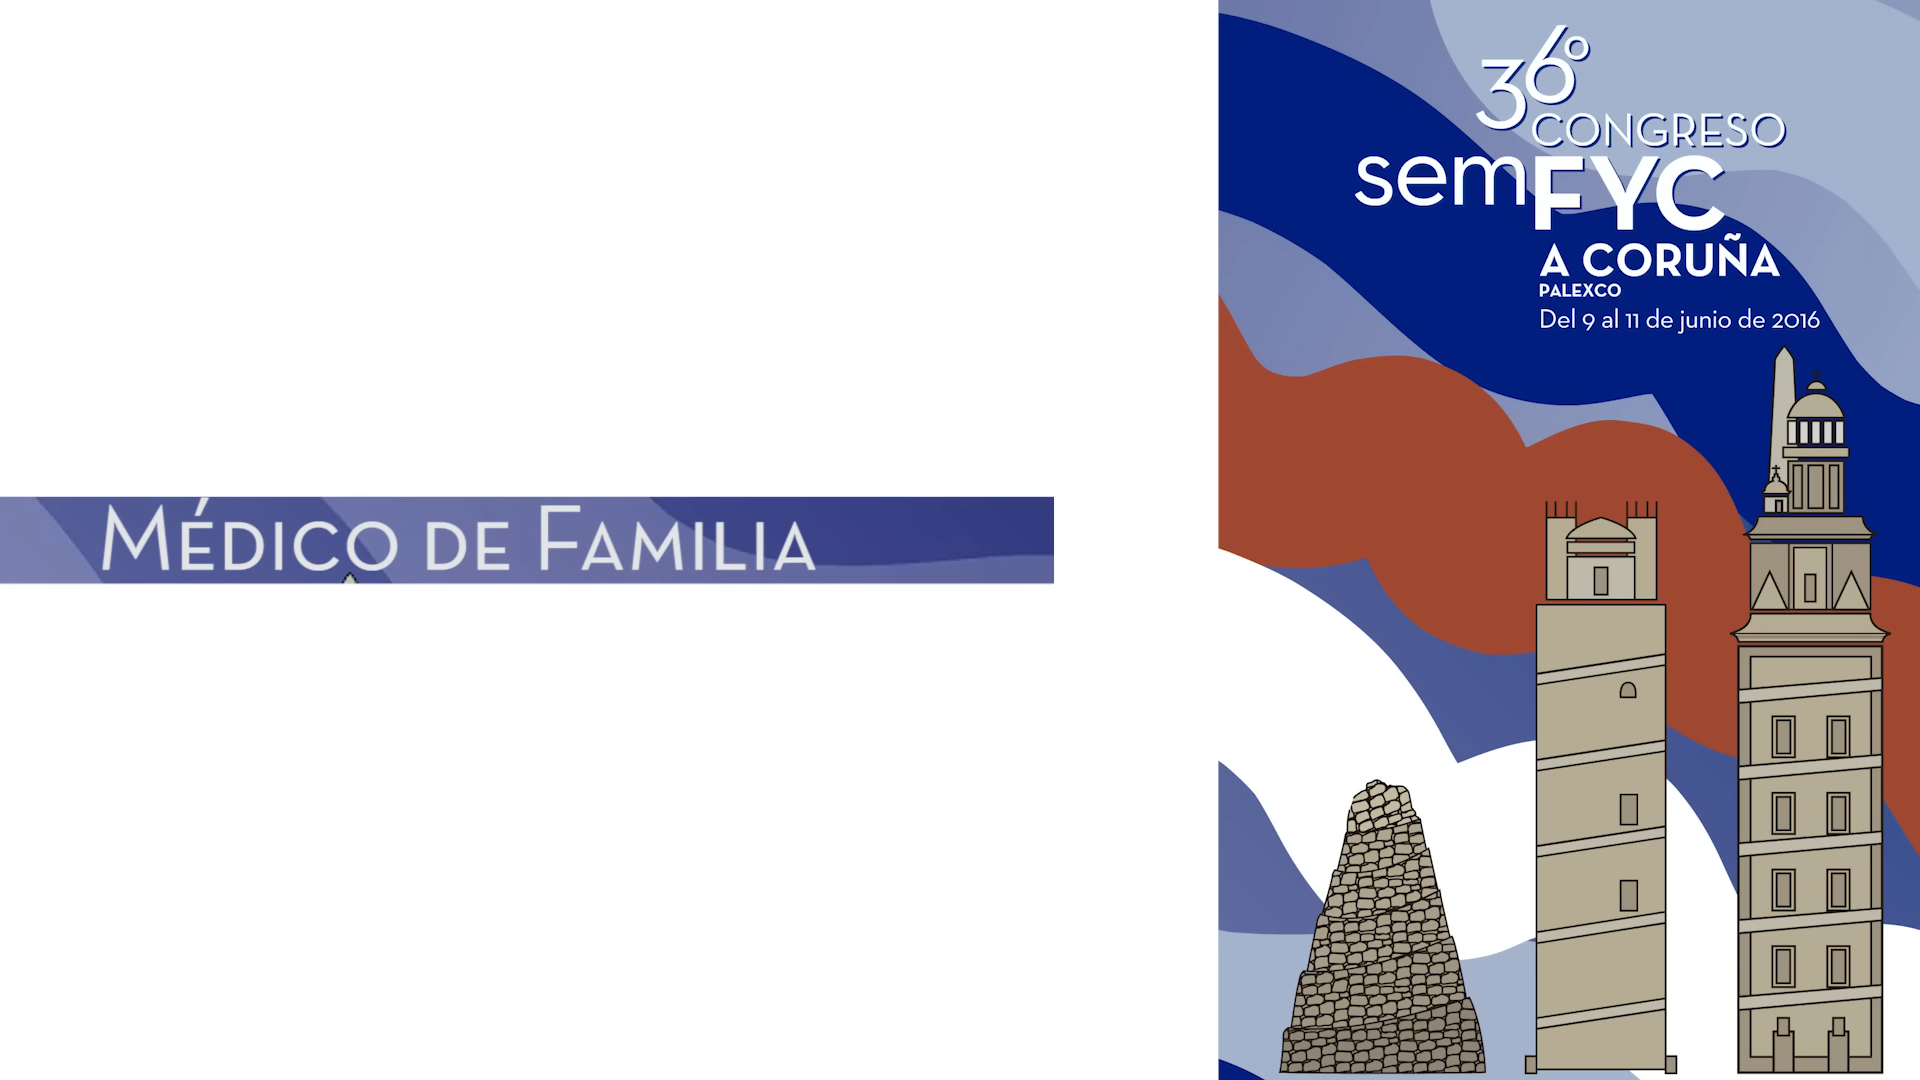 Médico de Familia
36º
CONGRESO
semFYC
A CORUÑA
PALEXCO
Del 9 al 11 de junio de 2016